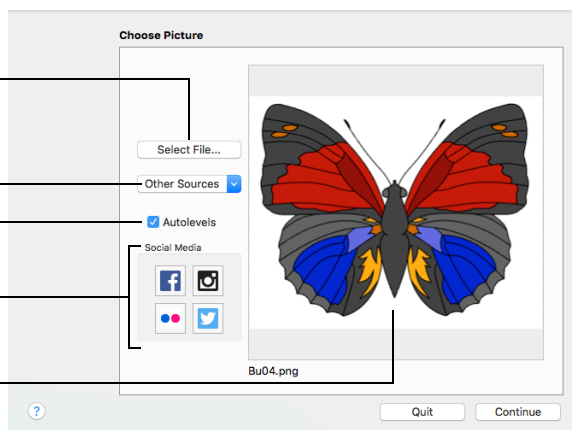 Choose Picture
Select File...
Other Sources
Autolevels
Social Media
f
Bu04.png
?
Quit
Continue